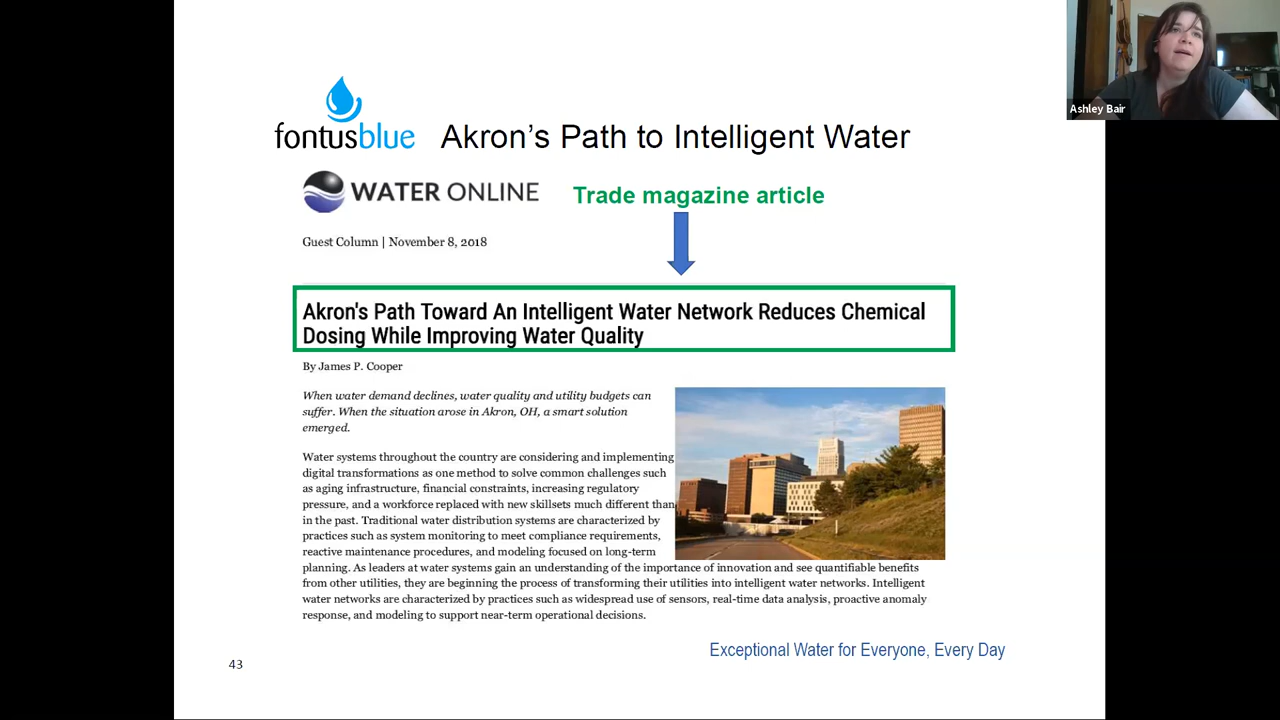 Ashley Bair
fontusblue
Akron's Path to Intelligent Water
WATER ONLINE
Trade magazine article
Guest Column | November 8, 2018
Akron's Path Toward An Intelligent Water Network Reduces Chemical
Dosing While Improving Water Quality
By James P. Cooper
When water demand declines, water quality and utility budgets can
suffer. When the situation arose in Akron, OH, a smart solution
emerged.
Water systems throughout the country are considering and implementing
digital transformations as one method to solve common challenges such
as aging infrastructure, financial constraints, increasing regulatory
pressure, and a workforce replaced with new skillsets much different than
in the past. Traditional water distribution systems are characterized by
practices such as system monitoring to meet compliance requirements,
reactive maintenance procedures, and modeling focused on long-term
planning. As leaders at water systems gain an understanding of the importance of innovation and see quantifiable benefits
from other utilities, they are beginning the process of transforming their utilities into intelligent water networks. Intelligent
water networks are characterized by practices such as widespread use of sensors, real-time data analysis, proactive anomaly
response, and modeling to support near-term operational decisions.
Exceptional Water for Everyone, Every Day
43